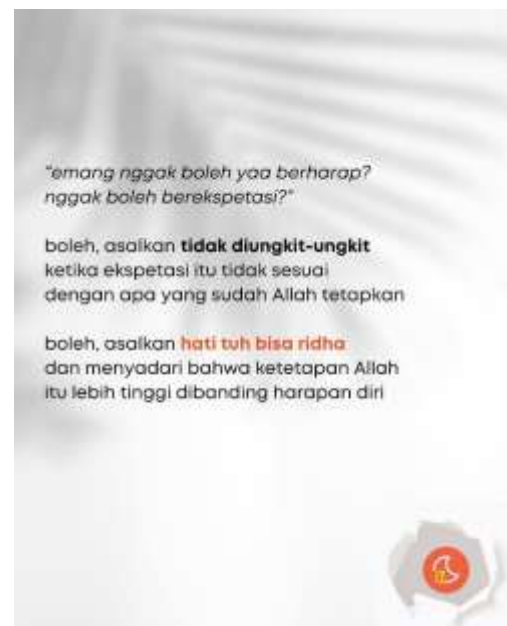 "emang nggak boleh yaa berharap?
nggak boleh berekspetasi?"
boleh, asalkan tidak diungkit-ungkit
ketika ekspetasi itu tidak sesuai
dengan apa yang sudah Allah tetapkan
boleh, asalkan hati tuh bisa ridha
dan menyadari bahwa ketetapan Allah
itu lebih tinggi dibanding harapan diri